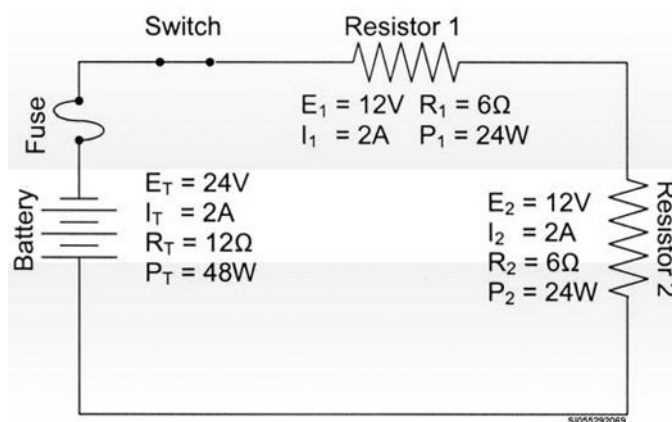 Switch
Resistor 1
E₁ = 12V R₁ = 6Ω
I₁ = 2A P₁ = 24W
Fuse
Battery
E_T = 24V
I_T = 2A
R_T = 12Ω
P_T = 48W
E₂ = 12V
I₂ = 2A
R₂ = 6Ω
P₂ = 24W
Resistor 2
SI055292069